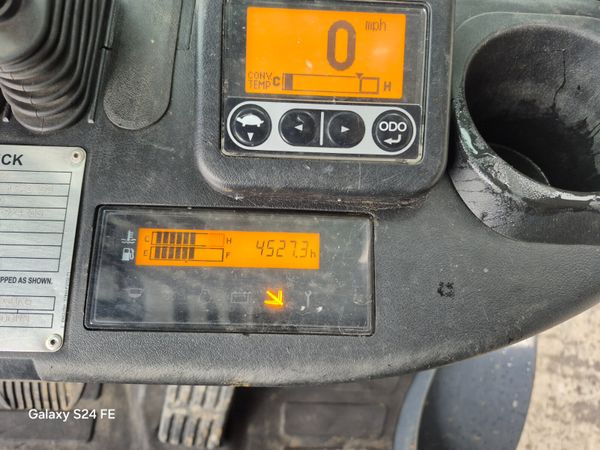 0 mph
CONV.
TEMP
C H
ODO
CK
C H
E F
4527.3h
PPED AS SHOWN.
Galaxy S24 FE